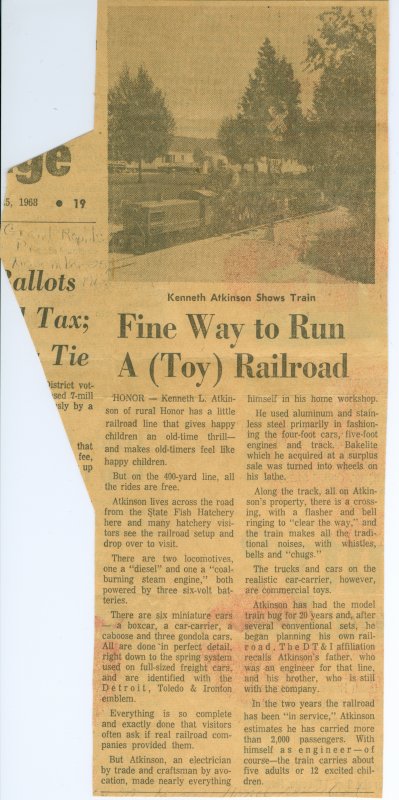 ge
5, 1968 • 19
Grand Rapids
Press
Ballots
Tax;
Tie
District vot-
sed 7-mill
sly by a
that
fee,
up
Kenneth Atkinson Shows Train
Fine Way to Run
A (Toy) Railroad
HONOR — Kenneth L. Atkin-
son of rural Honor has a little
railroad line that gives happy
children an old-time thrill—
and makes old-timers feel like
happy children.
But on the 400-yard line, all
the rides are free.
Atkinson lives across the road
from the State Fish Hatchery
here and many hatchery visi-
tors see the railroad setup and
drop over to visit.
There are two locomotives,
one a "diesel" and one a "coal-
burning steam engine," both
powered by three six-volt bat-
teries.
There are six miniature cars
— a boxcar, a car-carrier, a
caboose and three gondola cars.
All are done in perfect detail,
right down to the spring system
used on full-sized freight cars,
and are identified with the
Detroit, Toledo & Ironton
emblem.
Everything is so complete
and exactly done that visitors
often ask if real railroad com-
panies provided them.
But Atkinson, an electrician
by trade and craftsman by avo-
cation, made nearly everything
himself in his home workshop.
He used aluminum and stain-
less steel primarily in fashion-
ing the four-foot cars, five-foot
engines and track. Bakelite
which he acquired at a surplus
sale was turned into wheels on
his lathe.
Along the track, all on Atkin-
son's property, there is a cross-
ing, with a flasher and bell
ringing to "clear the way," and
the train makes all the tradi-
tional noises, with whistles,
bells and "chugs."
The trucks and cars on the
realistic car-carrier, however,
are commercial toys.
Atkinson has had the model
train bug for 20 years and, after
several conventional sets, he
began planning his own rail-
road. The DT&I affiliation
recalls Atkinson's father, who
was an engineer for that line,
and his brother, who is still
with the company.
In the two years the railroad
has been "in service," Atkinson
estimates he has carried more
than 2,000 passengers. With
himself as engineer—of
course—the train carries about
five adults or 12 excited chil-
dren.